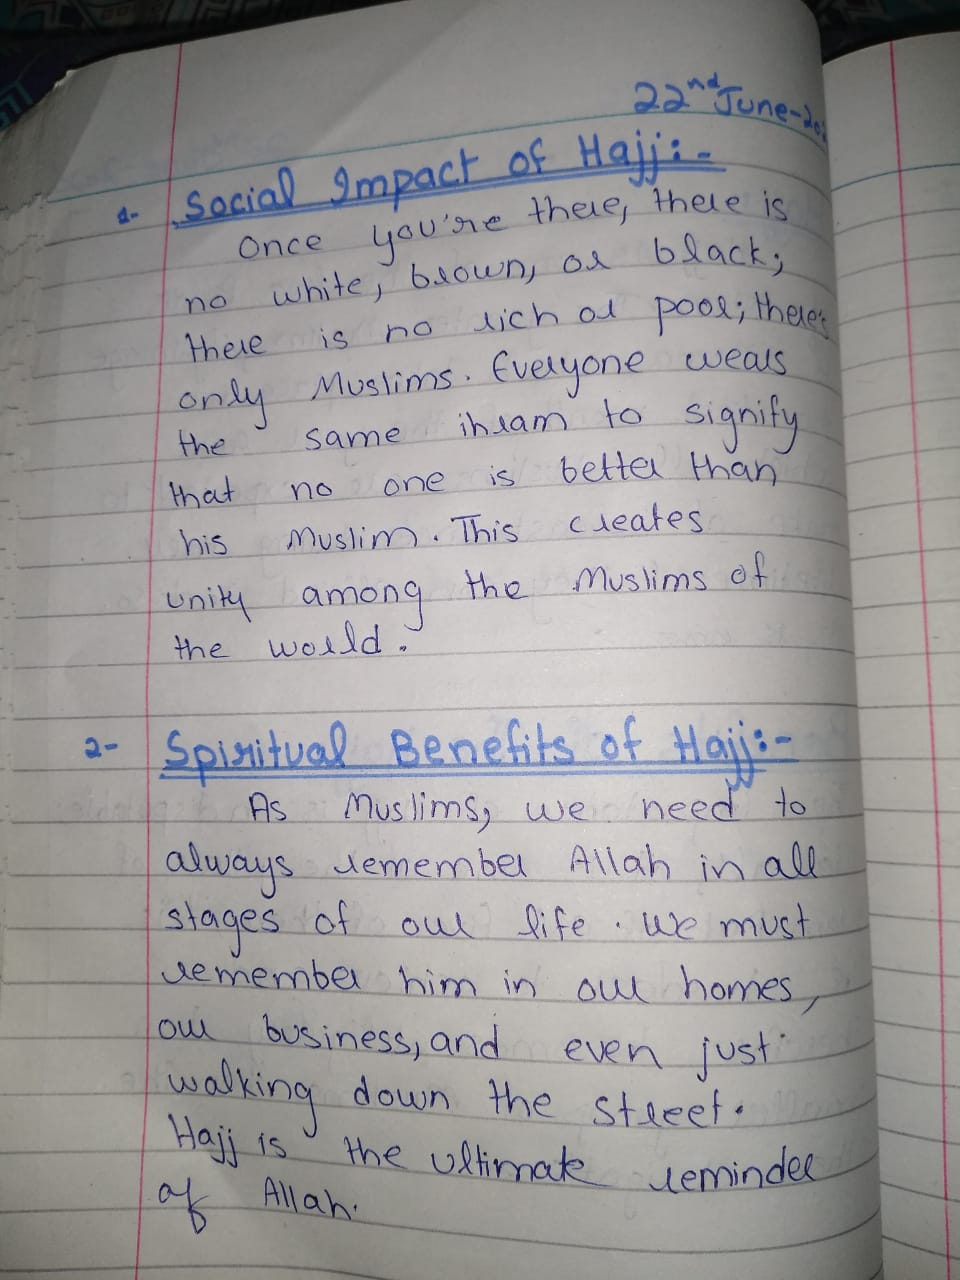 22nd June-20
1- Social Impact of Hajj:-
Once you're there, there is
no white, brown, or black;
there is no rich or poor; there's
only Muslims. Everyone wears
the same ihram to signify
that no one is better than
his Muslim. This creates
unity among the Muslims of
the world.
2- Spiritual Benefits of Hajj:-
As Muslims, we need to
always remember Allah in all
stages of our life. We must
remember him in our homes,
our business, and even just
walking down the street.
Hajj is the ultimate reminder
of Allah.